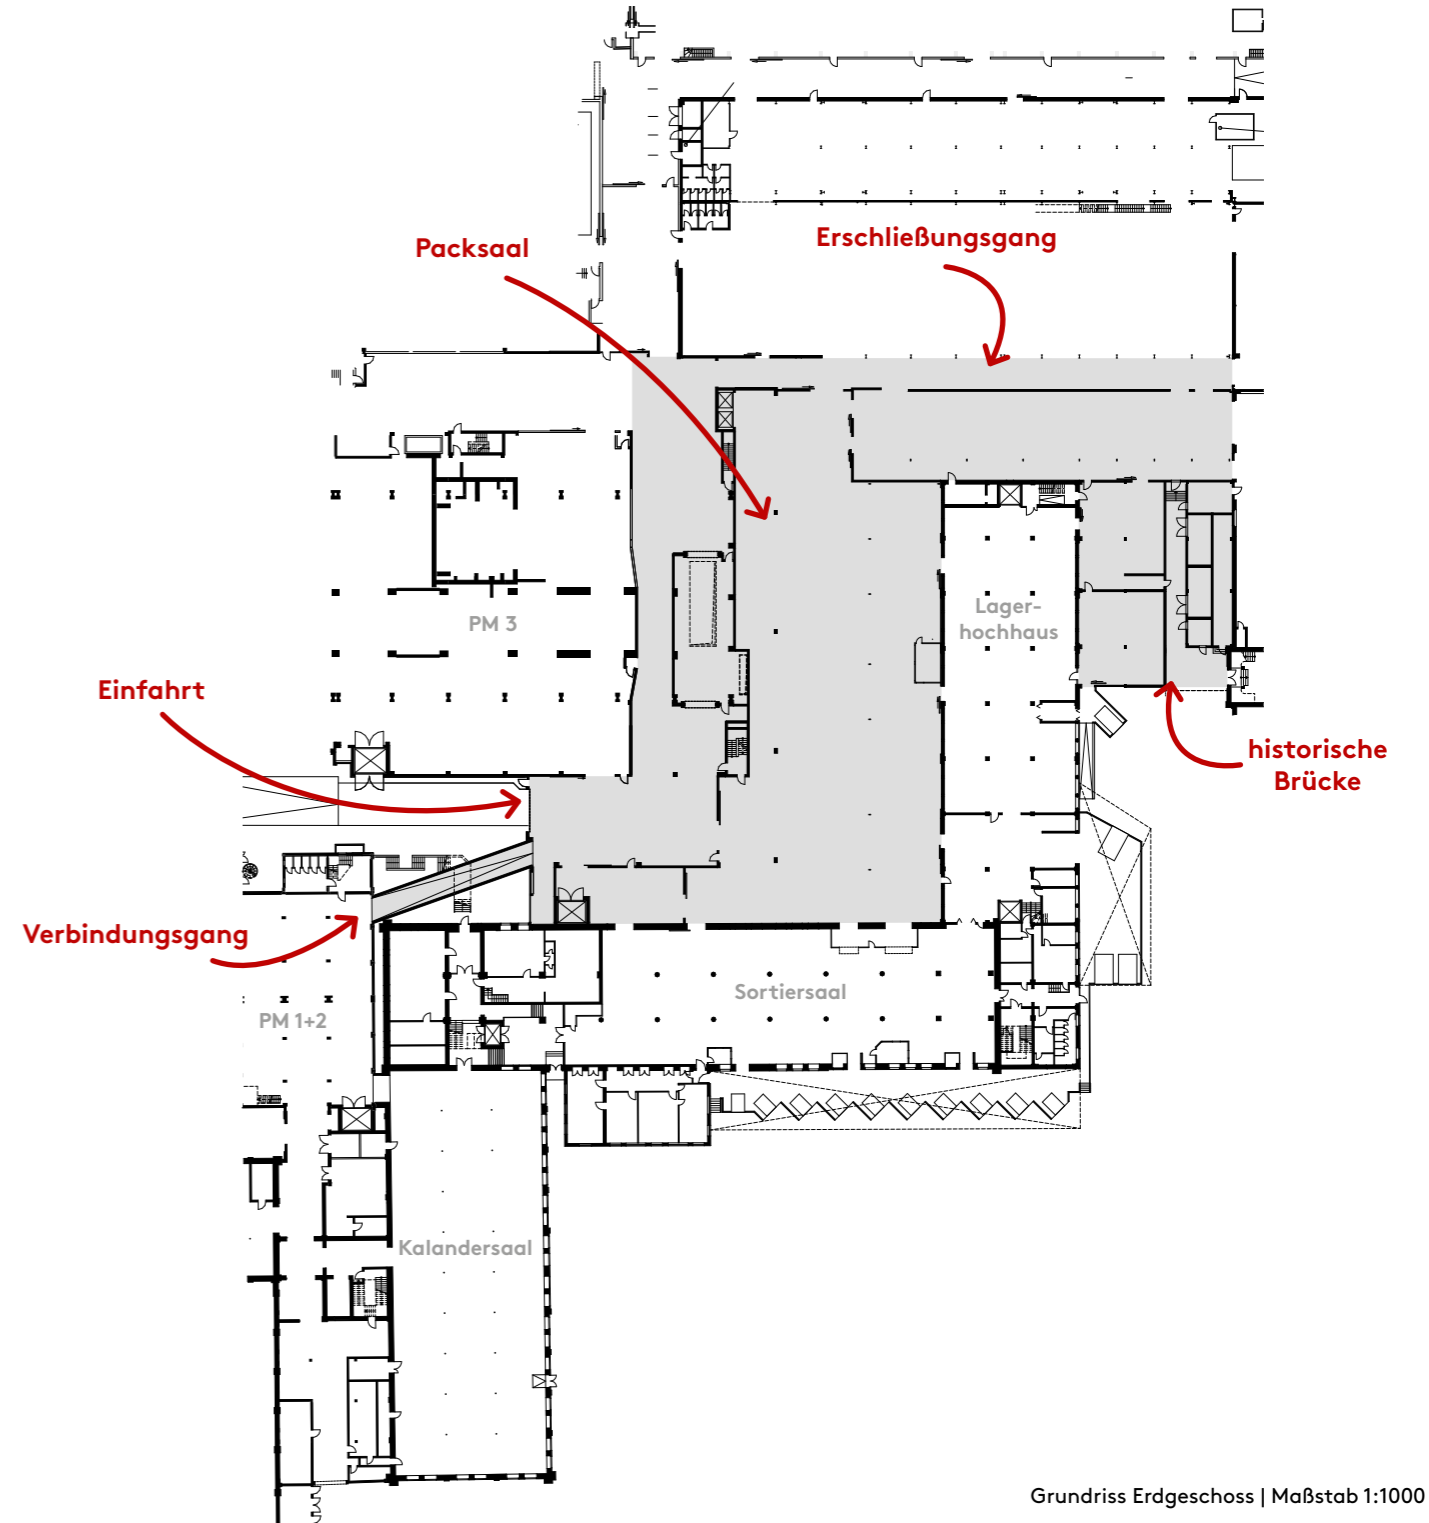 Packsaal
Erschließungsgang
PM 3
Lager-
hochhaus
Einfahrt
historische
Brücke
Verbindungsgang
Sortiersaal
PM 1+2
Kalandersaal
Grundriss Erdgeschoss | Maßstab 1:1000